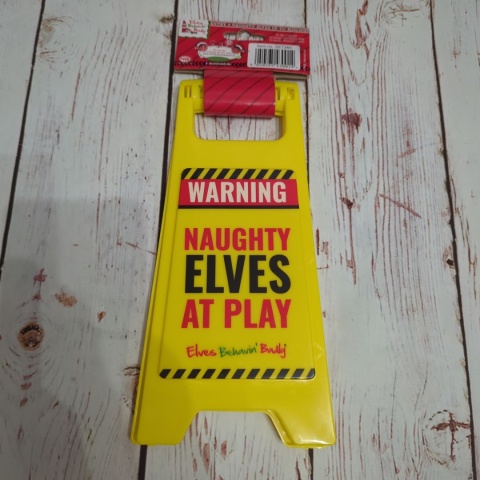 WARNING
NAUGHTY
ELVES
AT PLAY
Elves Behavin' Badly